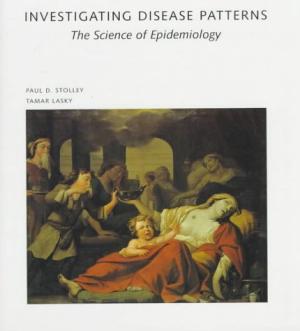 INVESTIGATING DISEASE PATTERNS
The Science of Epidemiology
PAUL D. STOLLEY
TAMAR LASKY